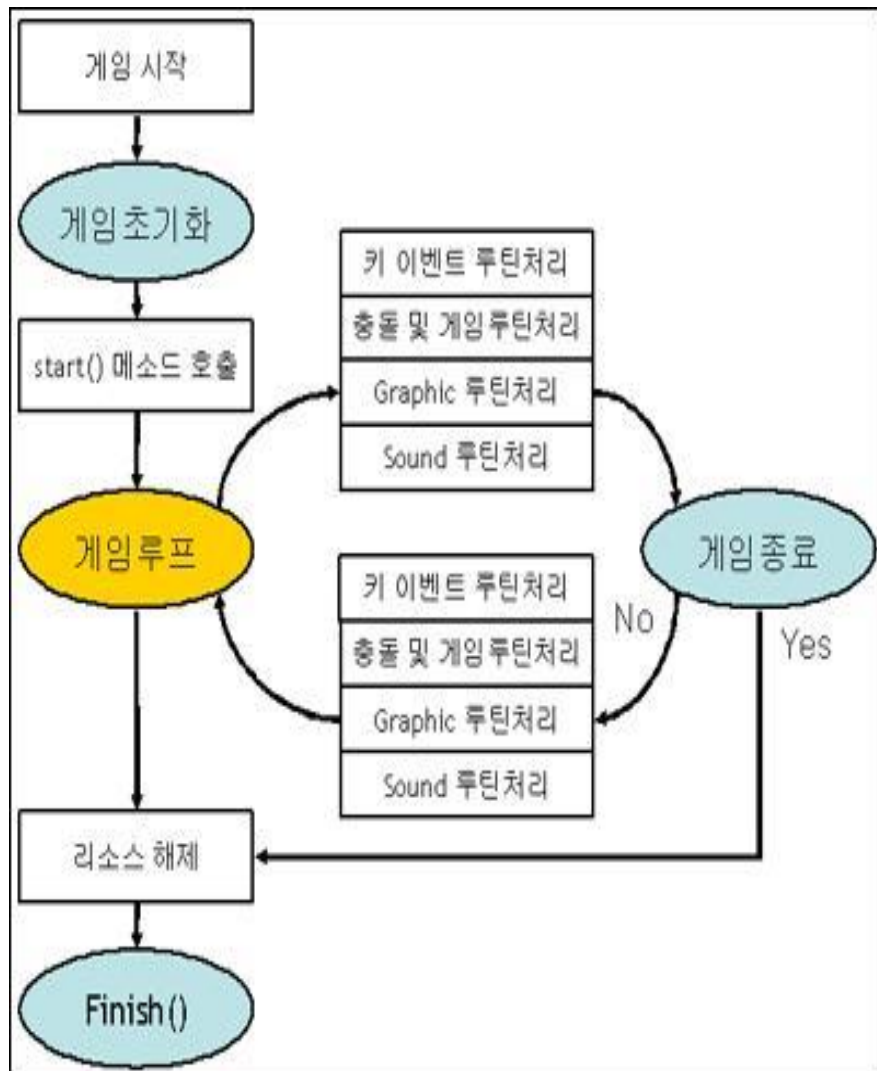 게임 시작
게임초기화
start() 메소드 호출
게임루프
키 이벤트 루틴처리
충돌 및 게임루틴처리
Graphic 루틴처리
Sound 루틴처리
게임종료
No
Yes
키 이벤트 루틴처리
충돌 및 게임루틴처리
Graphic 루틴처리
Sound 루틴처리
리소스 해제
Finish()